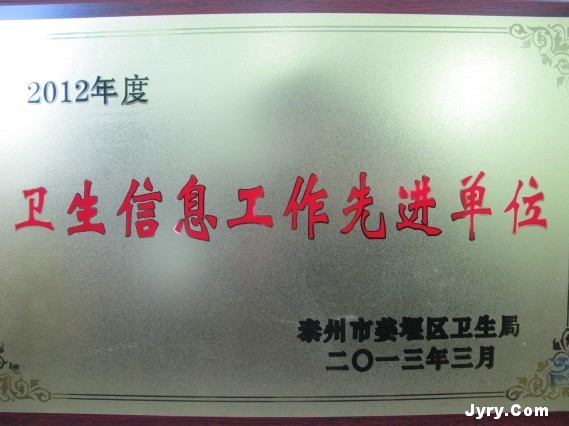 2012年度
卫生信息工作先进单位
泰州市姜堰区卫生局
二〇一三年三月
Jyry.Com